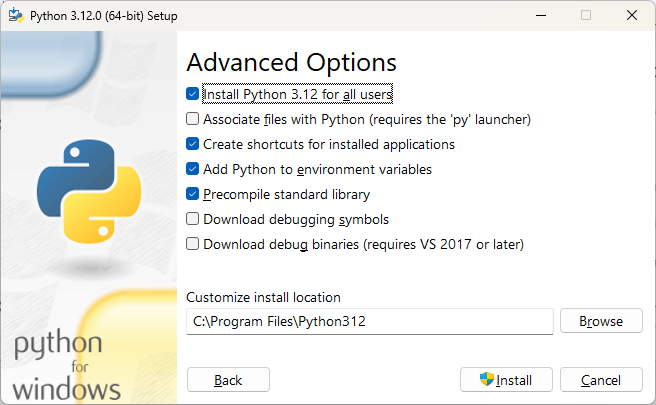 Python 3.12.0 (64-bit) Setup
Advanced Options
Install Python 3.12 for all users
Associate files with Python (requires the 'py' launcher)
Create shortcuts for installed applications
Add Python to environment variables
Precompile standard library
Download debugging symbols
Download debug binaries (requires VS 2017 or later)
Customize install location
C:\Program Files\Python312
Browse
python
for
windows
Back
Install
Cancel